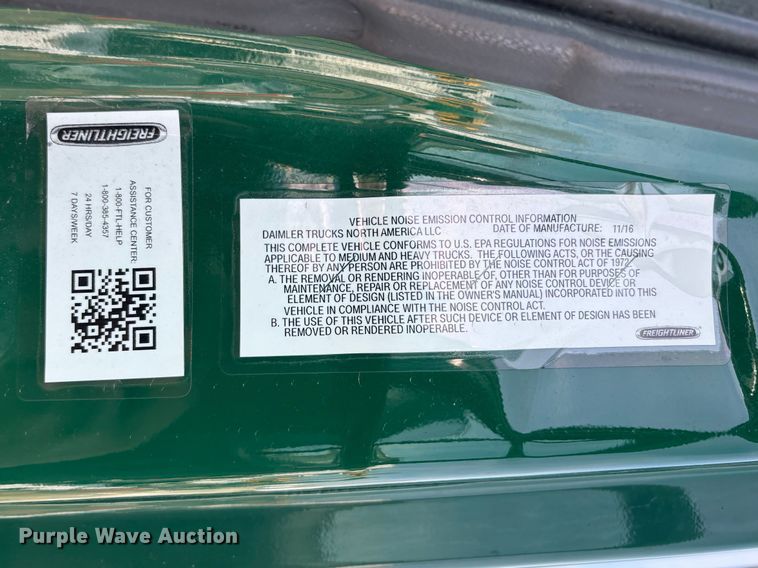 FREIGHTLINER
FOR CUSTOMER
ASSISTANCE CENTER:
1-800-FTL-HELP
1-800-385-4357
24 HRS/DAY
7 DAYS/WEEK
VEHICLE NOISE EMISSION CONTROL INFORMATION
DAIMLER TRUCKS NORTH AMERICA LLC DATE OF MANUFACTURE: 11/16
THIS COMPLETE VEHICLE CONFORMS TO U.S. EPA REGULATIONS FOR NOISE EMISSIONS
APPLICABLE TO MEDIUM AND HEAVY TRUCKS. THE FOLLOWING ACTS, OR THE CAUSING
THEREOF BY ANY PERSON ARE PROHIBITED BY THE NOISE CONTROL ACT OF 1972
A. THE REMOVAL OR RENDERING INOPERABLE OF, OTHER THAN FOR PURPOSES OF
MAINTENANCE, REPAIR OR REPLACEMENT OF ANY NOISE CONTROL DEVICE OR
ELEMENT OF DESIGN (LISTED IN THE OWNER'S MANUAL) INCORPORATED INTO THIS
VEHICLE IN COMPLIANCE WITH THE NOISE CONTROL ACT.
B. THE USE OF THIS VEHICLE AFTER SUCH DEVICE OR ELEMENT OF DESIGN HAS BEEN
REMOVED OR RENDERED INOPERABLE.
FREIGHTLINER
Purple Wave Auction